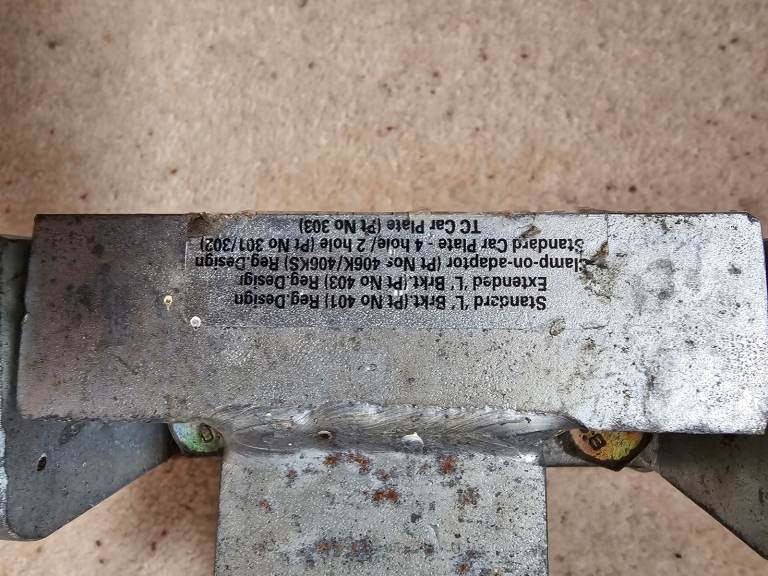 Standard 'L' Brkt. (Pt No 401) Reg.Design
Extended 'L' Brkt. (Pt No 403) Reg.Design
Clamp-on-adaptor (Pt Nos 406K/406KS) Reg.Design
Standard Car Plate - 4 hole/ 2 hole (Pt No 301/302)
TC Car Plate (Pt No 303)
8